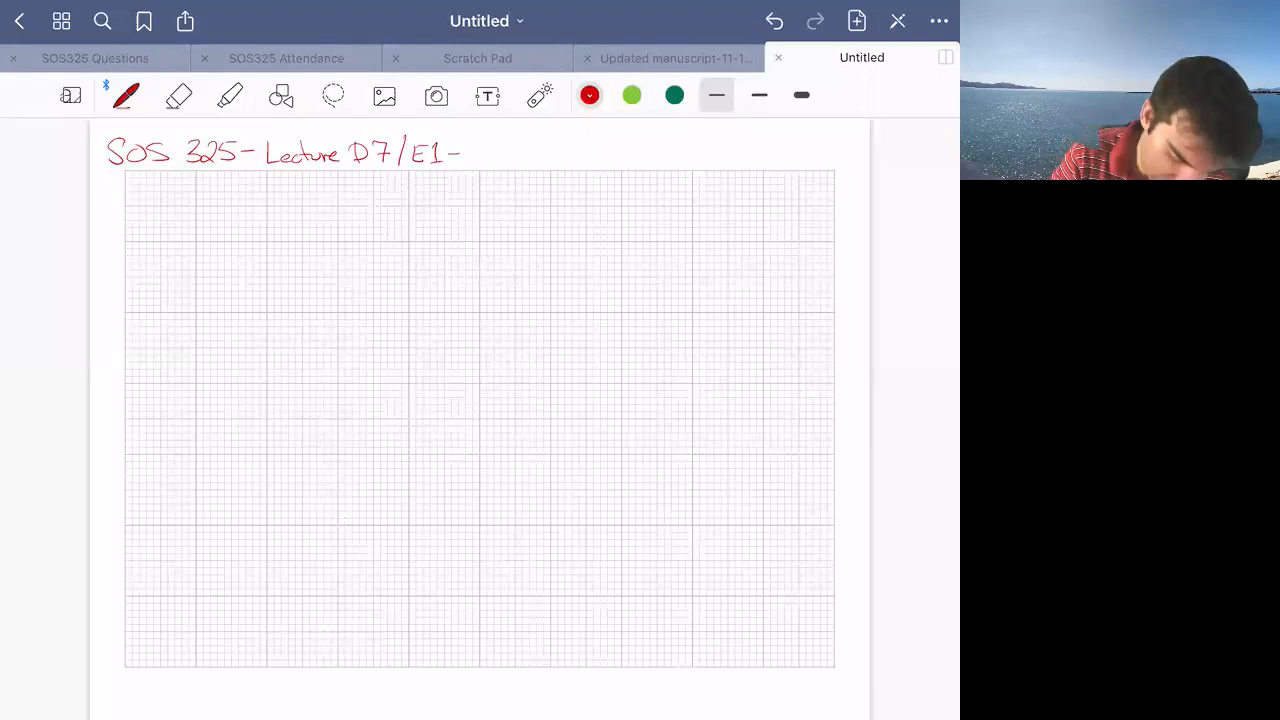 Untitled
SOS325 Questions
SOS325 Attendance
Scratch Pad
Updated manuscript-11-1...
Untitled
T
SOS 325- Lecture D7/E1-